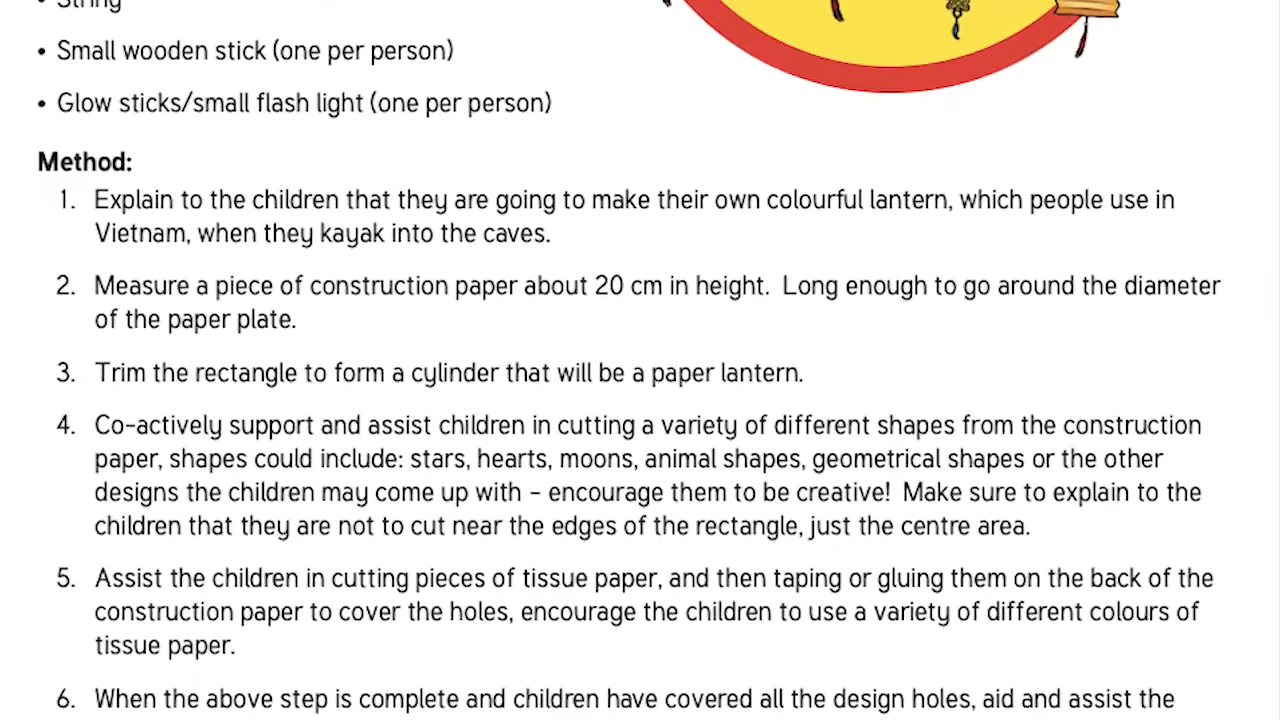 • String
• Small wooden stick (one per person)
• Glow sticks/small flash light (one per person)
Method:
1. Explain to the children that they are going to make their own colourful lantern, which people use in
Vietnam, when they kayak into the caves.
2. Measure a piece of construction paper about 20 cm in height.  Long enough to go around the diameter
of the paper plate.
3. Trim the rectangle to form a cylinder that will be a paper lantern.
4. Co-actively support and assist children in cutting a variety of different shapes from the construction
paper, shapes could include: stars, hearts, moons, animal shapes, geometrical shapes or the other
designs the children may come up with - encourage them to be creative!  Make sure to explain to the
children that they are not to cut near the edges of the rectangle, just the centre area.
5. Assist the children in cutting pieces of tissue paper, and then taping or gluing them on the back of the
construction paper to cover the holes, encourage the children to use a variety of different colours of
tissue paper.
6. When the above step is complete and children have covered all the design holes, aid and assist the